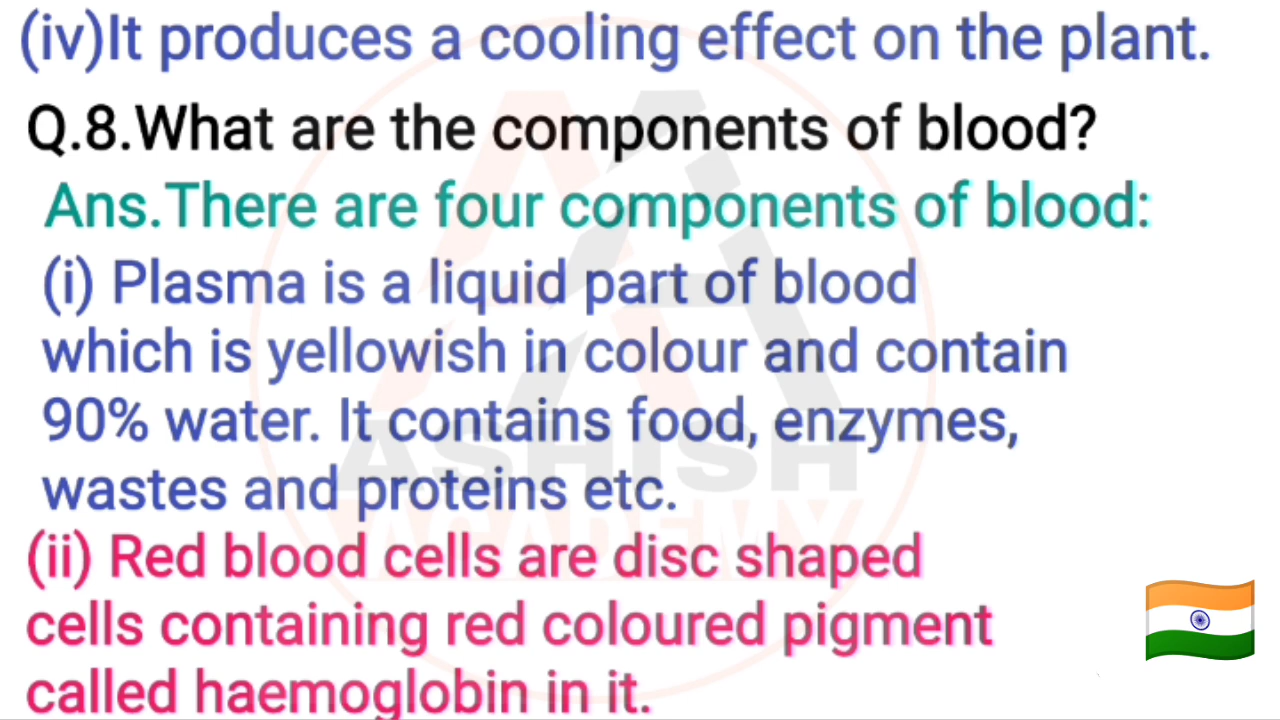 (iv)It produces a cooling effect on the plant.
Q.8.What are the components of blood?
Ans.There are four components of blood:
(i) Plasma is a liquid part of blood
which is yellowish in colour and contain
90% water. It contains food, enzymes,
wastes and proteins etc.
(ii) Red blood cells are disc shaped
cells containing red coloured pigment
called haemoglobin in it.
ASHISH
ACADEMY